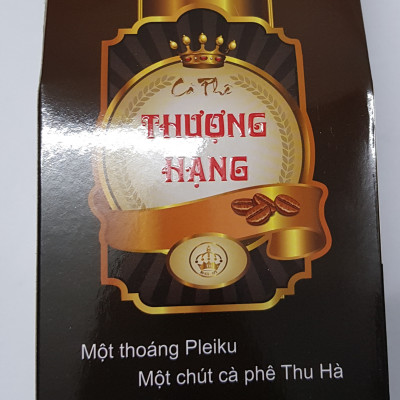 Cà Phê
THƯỢNG
HẠNG
Một thoáng Pleiku
Một chút cà phê Thu Hà